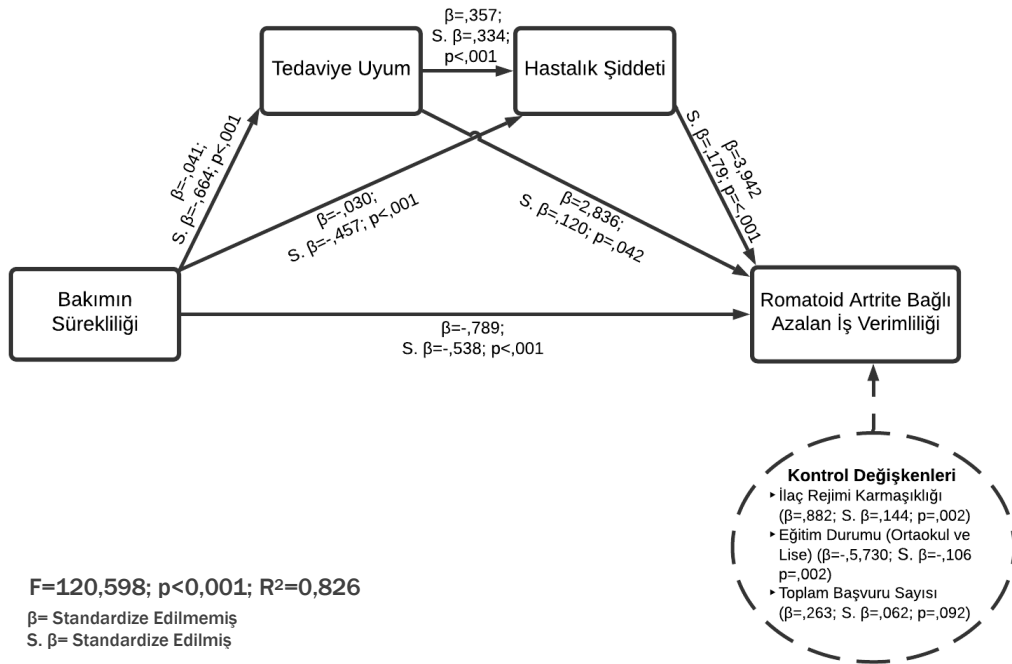 β=,357;
S. β=,334;
p<,001
Tedaviye Uyum
Hastalık Şiddeti
β=-,041;
S. β=-,664; p<,001
β=-,030;
S. β=-,457; p<,001
β=2,836;
S. β=,120; p=,042
β=3,942
S. β=,179; p=<,001
Bakımın
Sürekliliği
Romatoid Artrite Bağlı
Azalan İş Verimliliği
β=-,789;
S. β=-,538; p<,001
Kontrol Değişkenleri
‣ İlaç Rejimi Karmaşıklığı
(β=,882; S. β=,144; p=,002)
‣ Eğitim Durumu (Ortaokul ve
Lise) (β=-,5,730; S. β=-,106
p=,002)
‣ Toplam Başvuru Sayısı
(β=,263; S. β=,062; p=,092)
F=120,598; p<0,001; R²=0,826
β= Standardize Edilmemiş
S. β= Standardize Edilmiş